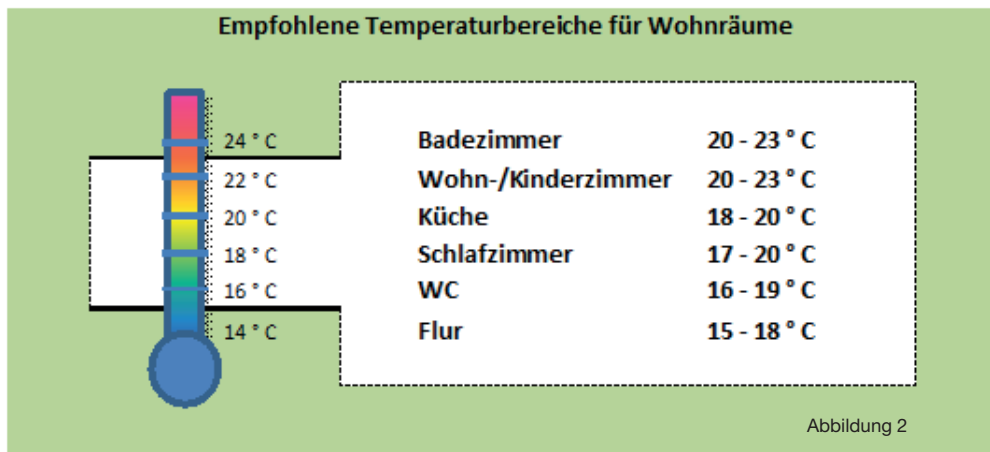 Empfohlene Temperaturbereiche für Wohnräume
24 ° C
22 ° C
20 ° C
18 ° C
16 ° C
14 ° C
Badezimmer 20 - 23 ° C
Wohn-/Kinderzimmer 20 - 23 ° C
Küche 18 - 20 ° C
Schlafzimmer 17 - 20 ° C
WC 16 - 19 ° C
Flur 15 - 18 ° C
Abbildung 2